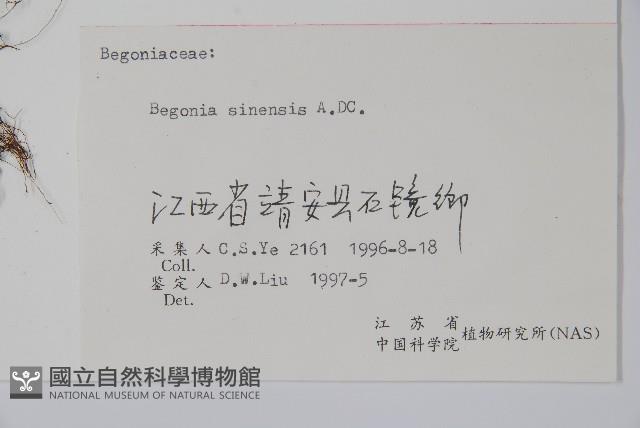 Begoniaceae:
Begonia sinensis A.DC.
江西省靖安县石镜乡
采集人 C.S.Ye 2161 1996-8-18
Coll.
鉴定人 D.W.Liu 1997-5
Det.
江苏省
中国科学院 植物研究所(NAS)
國立自然科學博物館
NATIONAL MUSEUM OF NATURAL SCIENCE